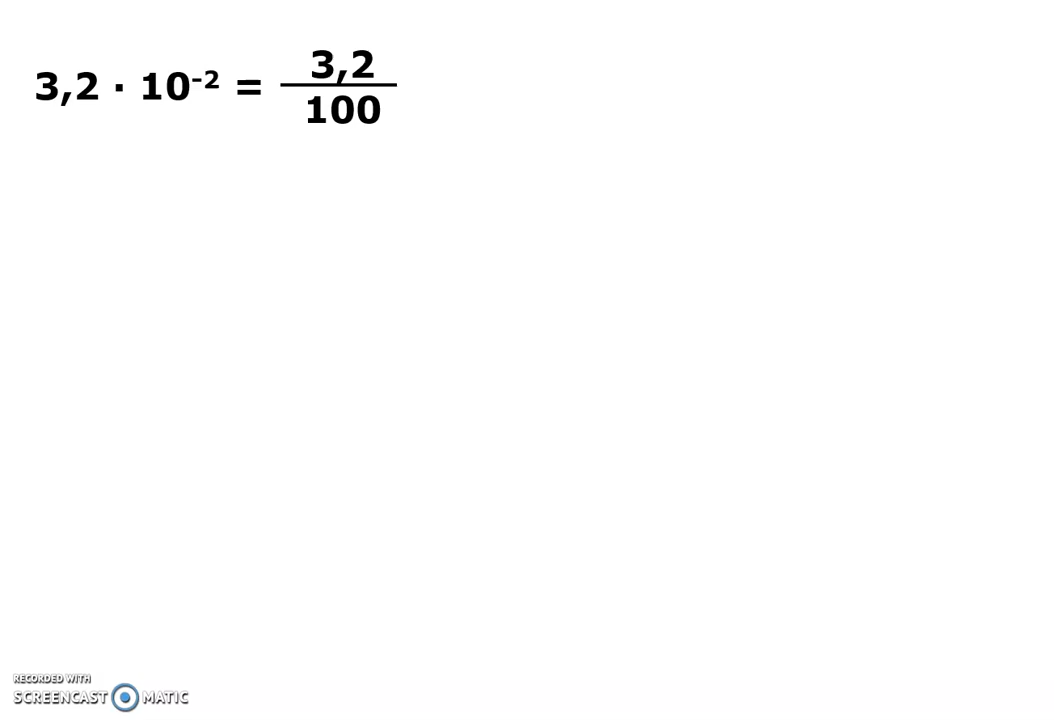 3,2 · 10⁻² = 3,2
100
RECORDED WITH
SCREENCAST MATIC